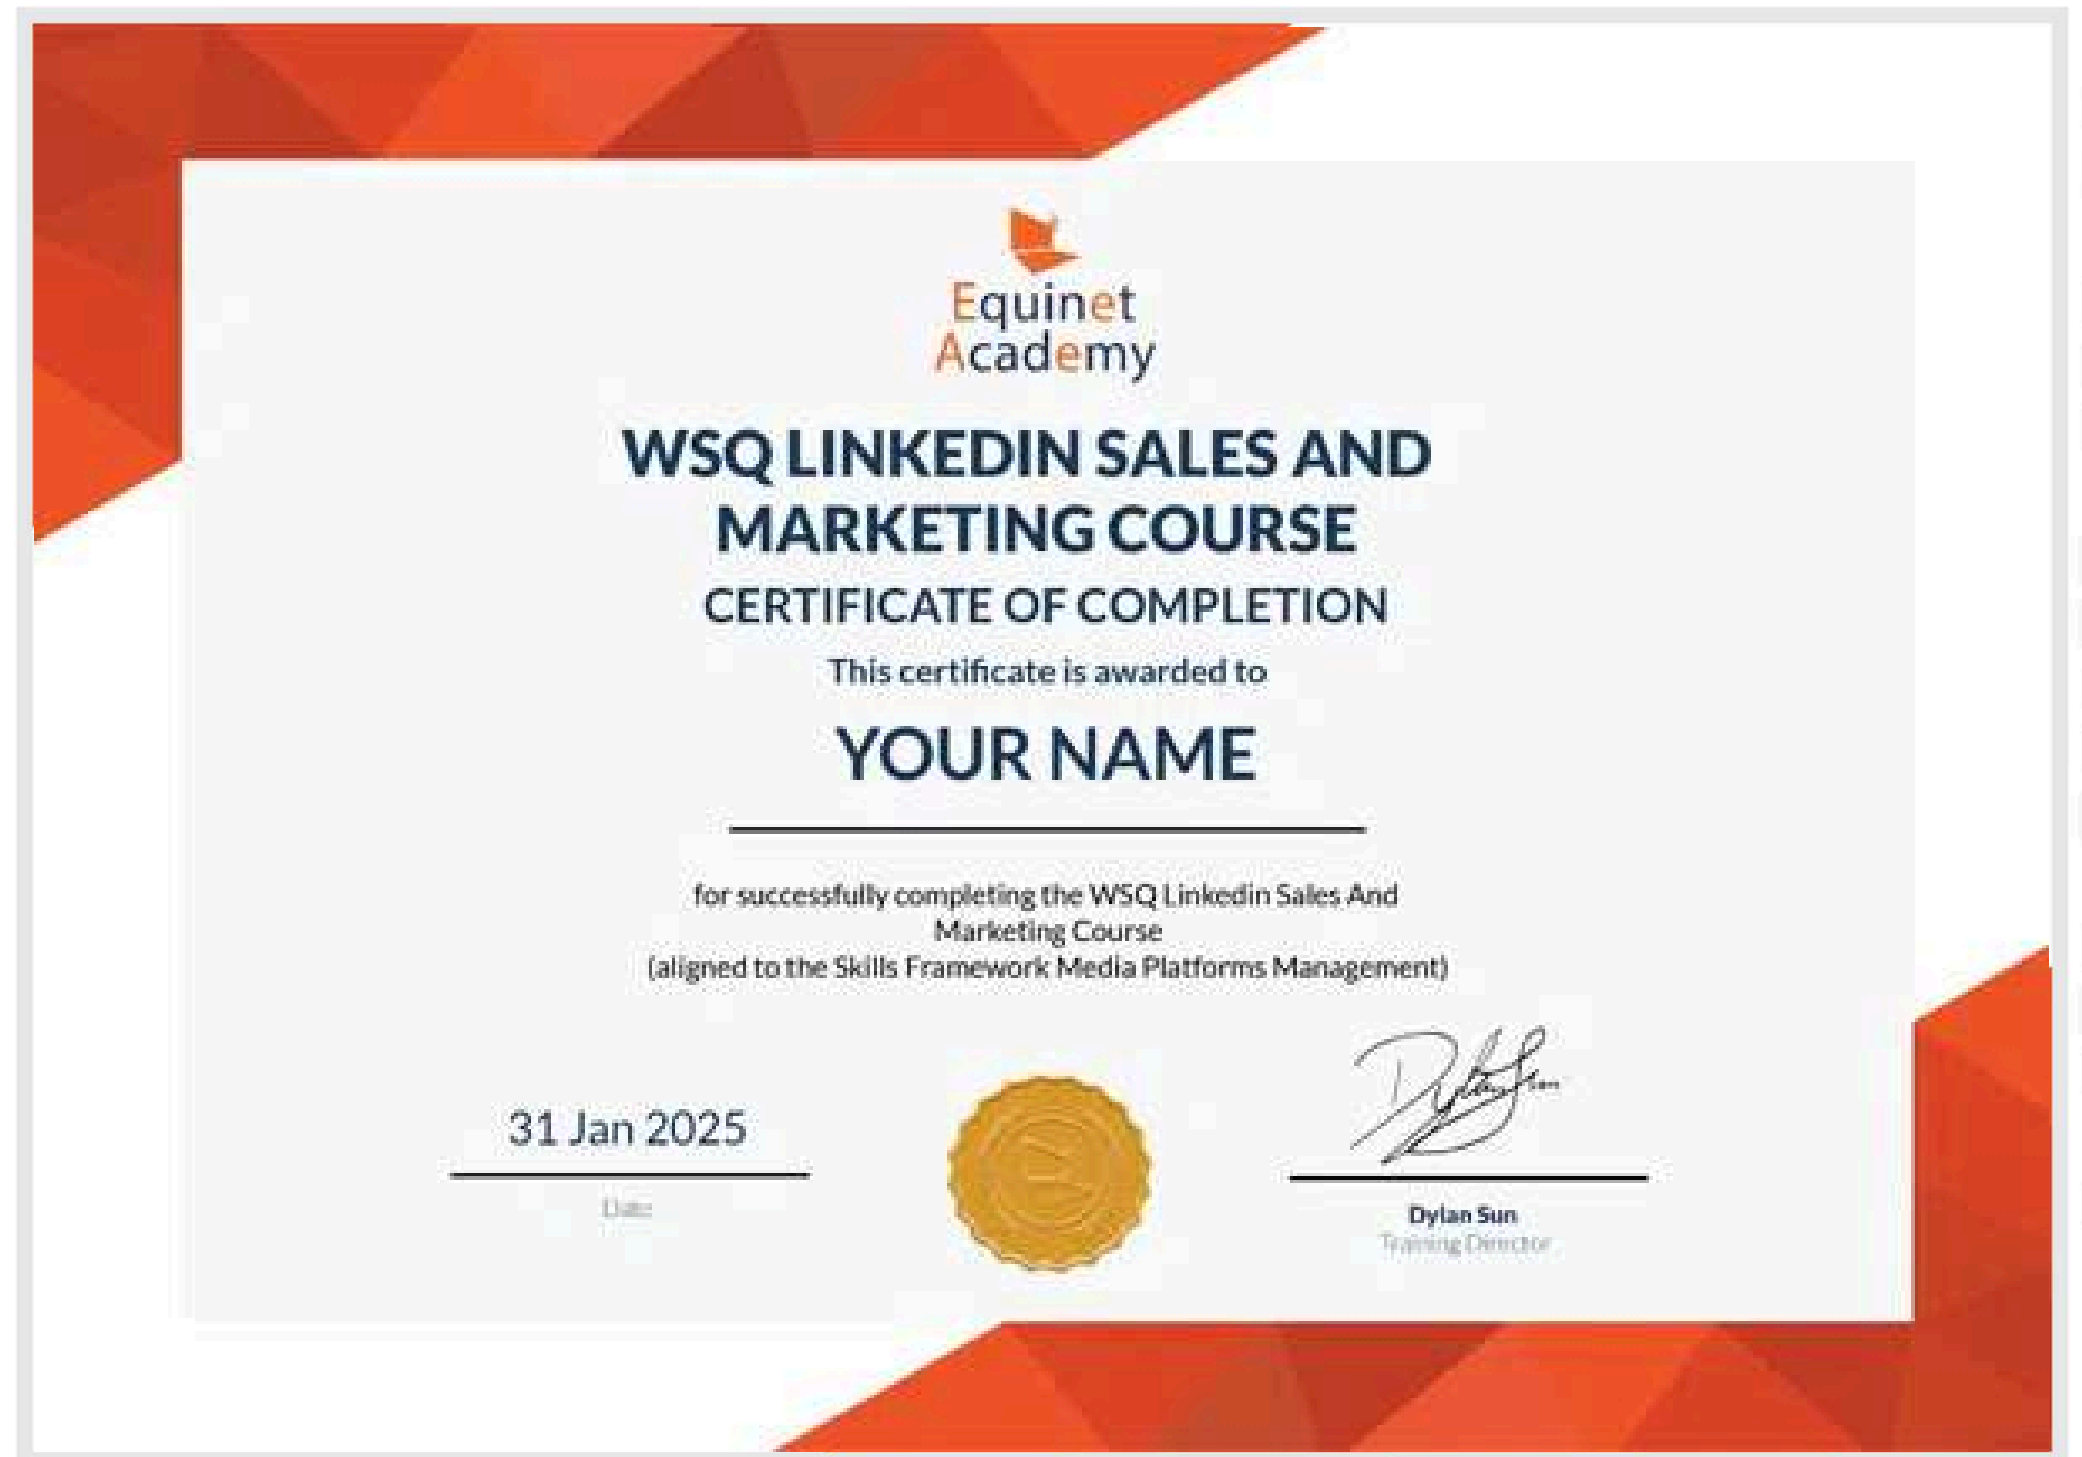 Equinet
Academy
WSQ LINKEDIN SALES AND
MARKETING COURSE
CERTIFICATE OF COMPLETION
This certificate is awarded to
YOUR NAME
for successfully completing the WSQ Linkedin Sales And
Marketing Course
(aligned to the Skills Framework Media Platforms Management)
31 Jan 2025
Date
Dylan Sun
Dylan Sun
Training Director